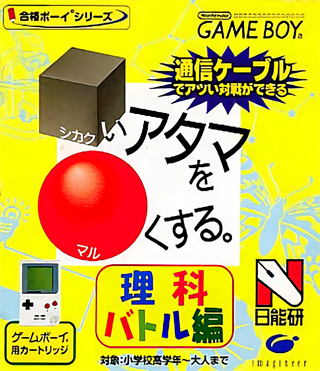 合格ボーイ®シリーズ
Nintendo®
GAME BOY®
通信ケーブル
でアツい対戦ができる
シカク
いアタマ
を
マル
くする。
理科
バトル編
ゲームボーイ®
用カートリッジ
対象:小学校高学年〜大人まで
N
日能研
imagineer